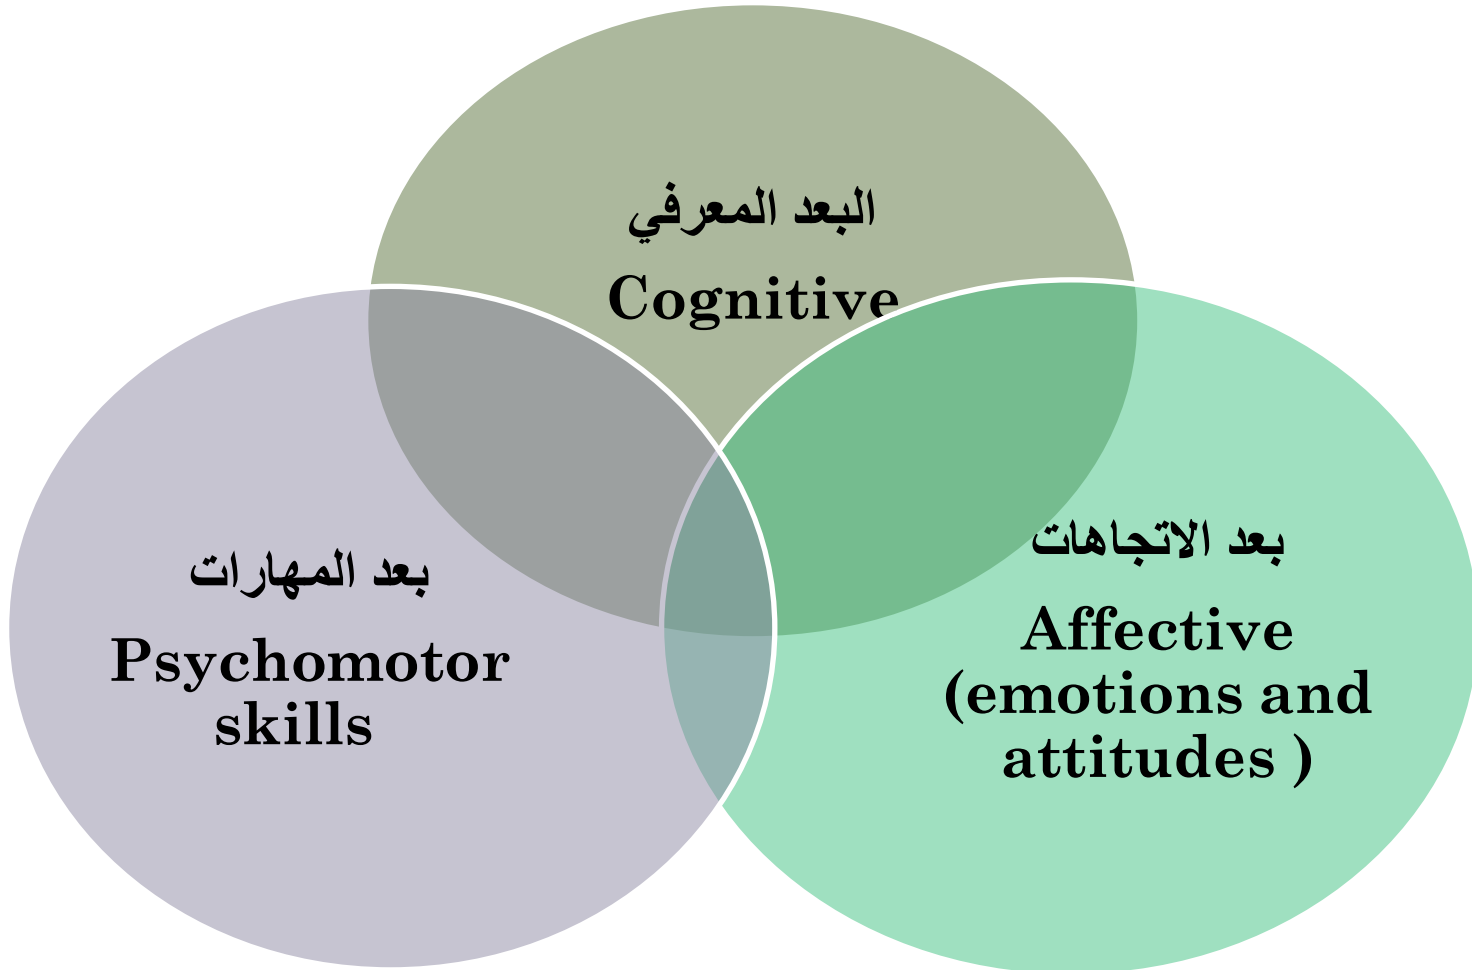 البعد المعرفي
Cognitive
بعد المهارات
Psychomotor
skills
بعد الاتجاهات
Affective
(emotions and
attitudes )